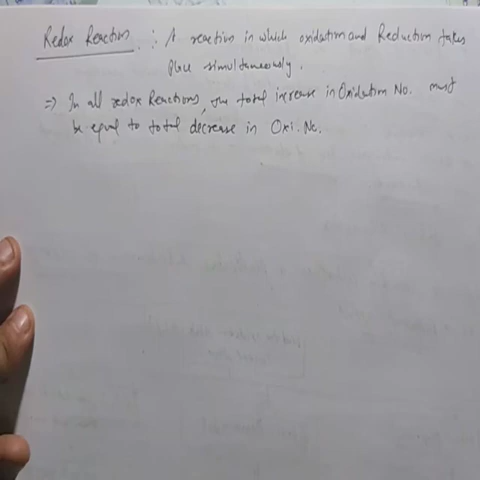 Redox Reactions :: A reaction in which oxidation and Reduction takes
place simultaneously.
=> In all redox Reactions, the total increase in Oxidation No. must
be equal to total decrease in Oxi. No.